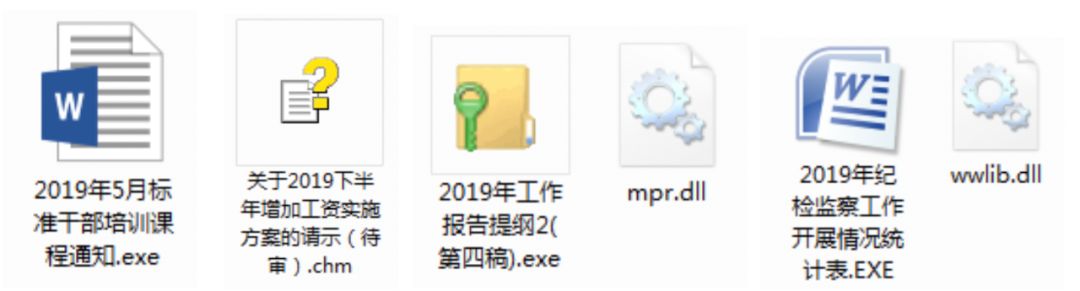 W
2019年5月标
准干部培训课
程通知.exe
关于2019下半
年增加工资实施
方案的请示（待
审）.chm
2019年工作
报告提纲2(
第四稿).exe
mpr.dll
W
2019年纪
检监察工作
开展情况统
计表.EXE
wwlib.dll